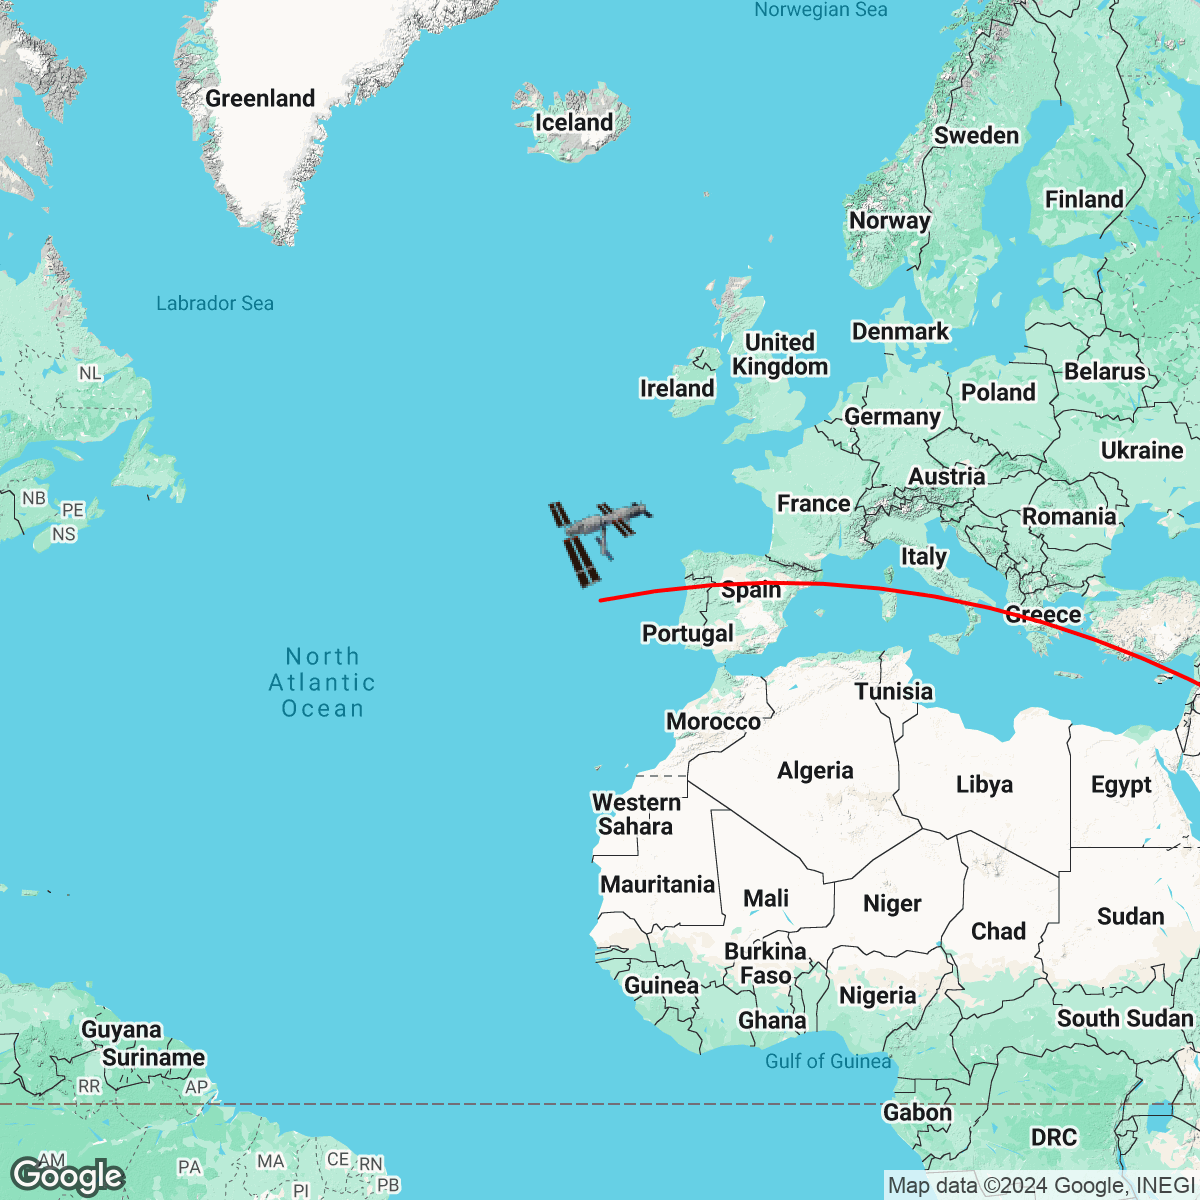 Norwegian Sea
Greenland
Iceland
Sweden
Finland
Norway
Labrador Sea
Denmark
United
Kingdom
Belarus
NL
Ireland
Poland
Germany
Ukraine
Austria
NB
PE
France
Romania
NS
Italy
Spain
Greece
Portugal
North
Atlantic
Ocean
Tunisia
Morocco
Algeria
Libya
Egypt
Western
Sahara
Mauritania
Mali
Niger
Sudan
Chad
Burkina
Faso
Guinea
Nigeria
Ghana
South Sudan
Guyana
Suriname
Gulf of Guinea
RR
AP
Gabon
DRC
AM
PA
MA
CE
RN
PB
PI
Google
Map data ©2024 Google, INEGI